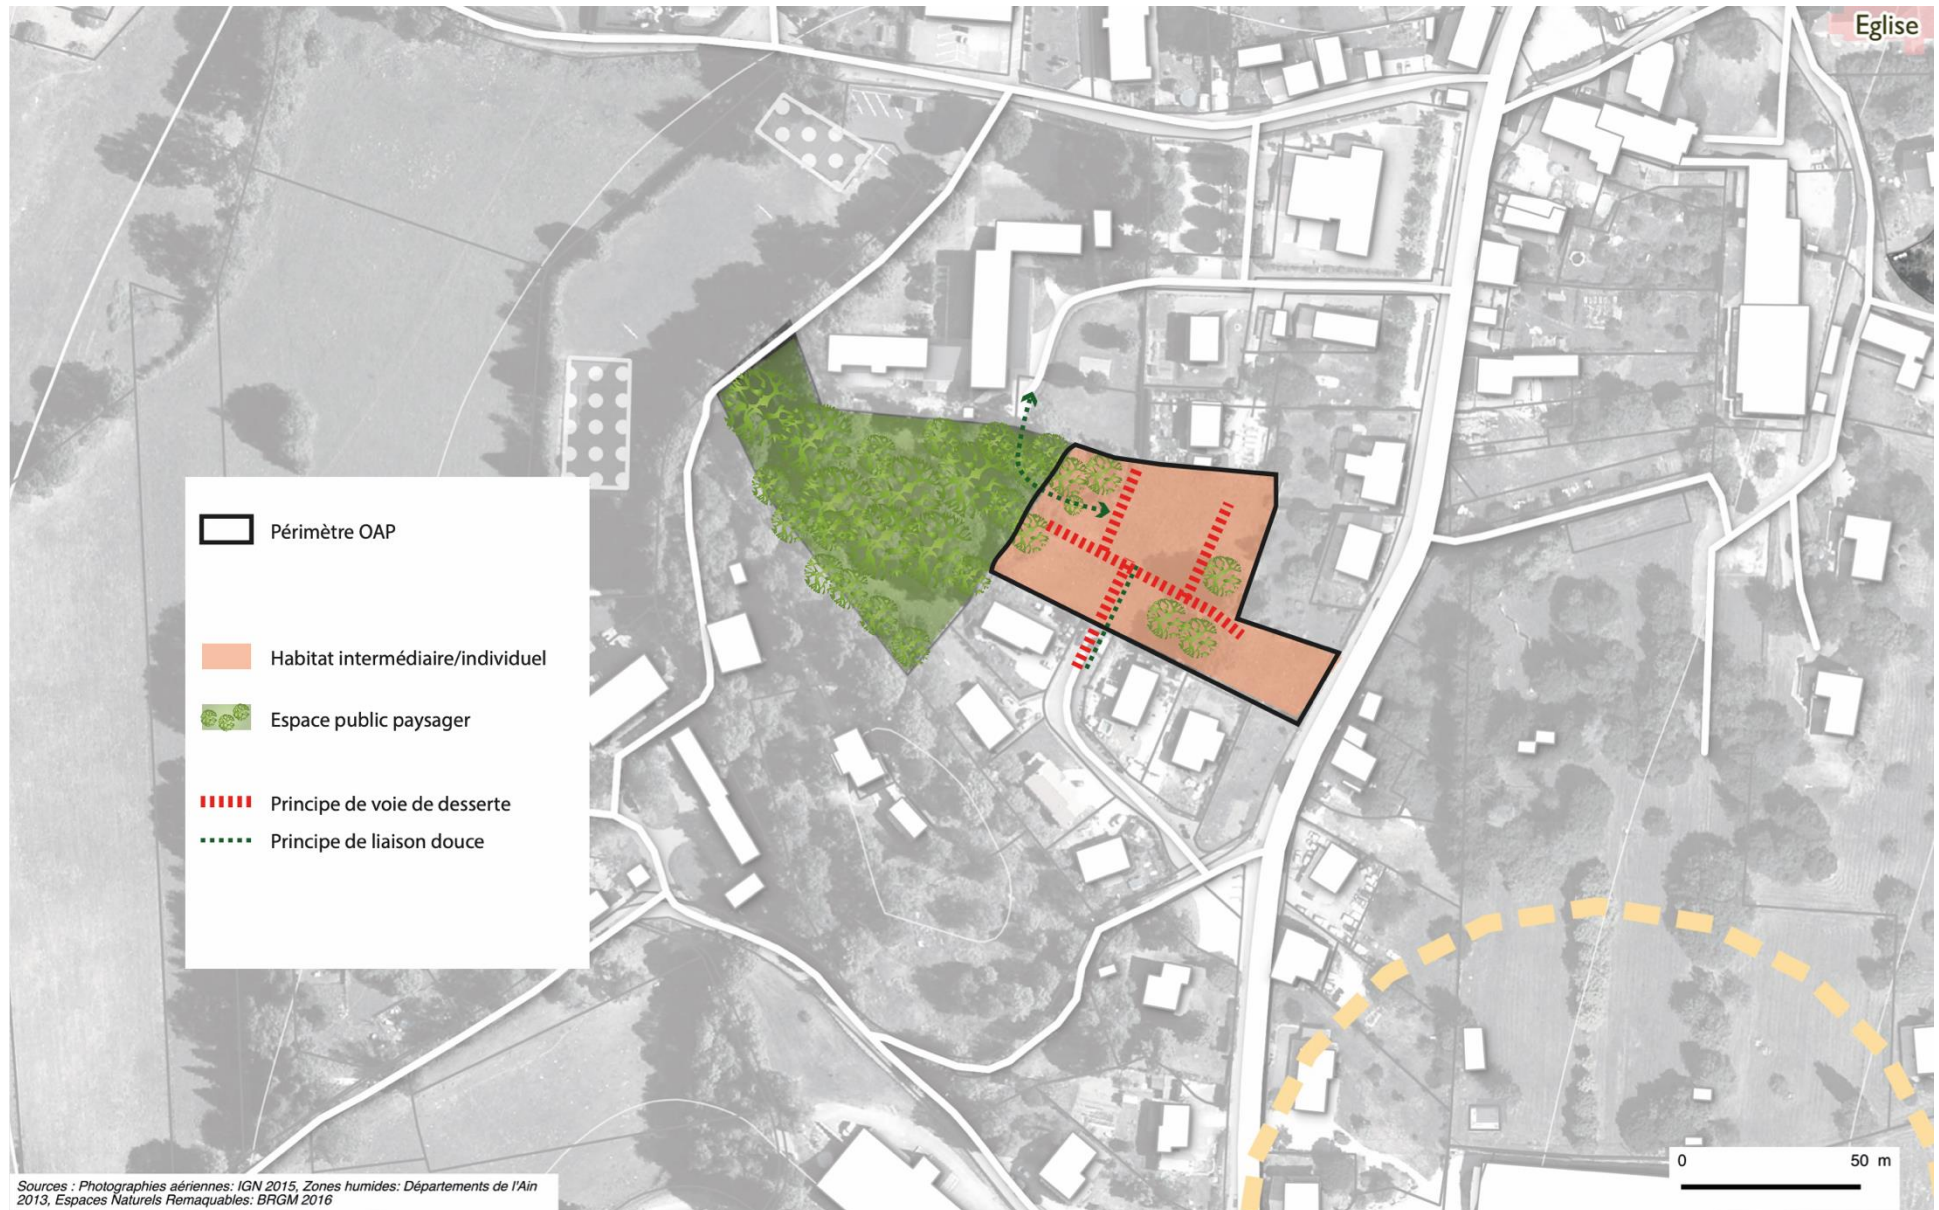 Eglise
Périmètre OAP
Habitat intermédiaire/individuel
Espace public paysager
Principe de voie de desserte
Principe de liaison douce
0 50 m
Sources : Photographies aériennes: IGN 2015, Zones humides: Départements de l'Ain
2013, Espaces Naturels Remaquables: BRGM 2016